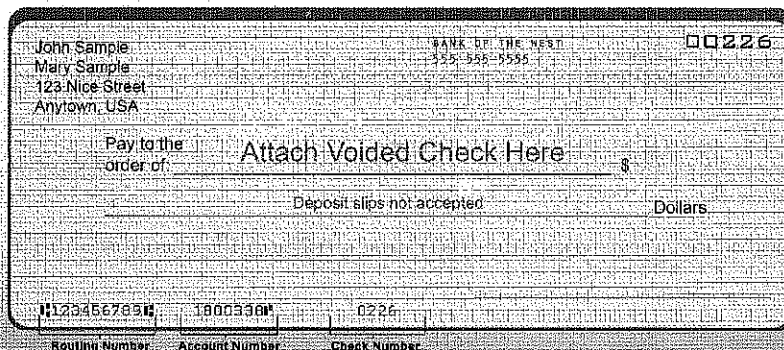 John Sample
Mary Sample
123 Nice Street
Anytown, USA
BANK OF THE WEST
555-555-5555
00226
Pay to the
order of
Attach Voided Check Here
$
Deposit slips not accepted
Dollars
⑆123456789⑆ 1800338⑈ 0226
Routing Number Account Number Check Number